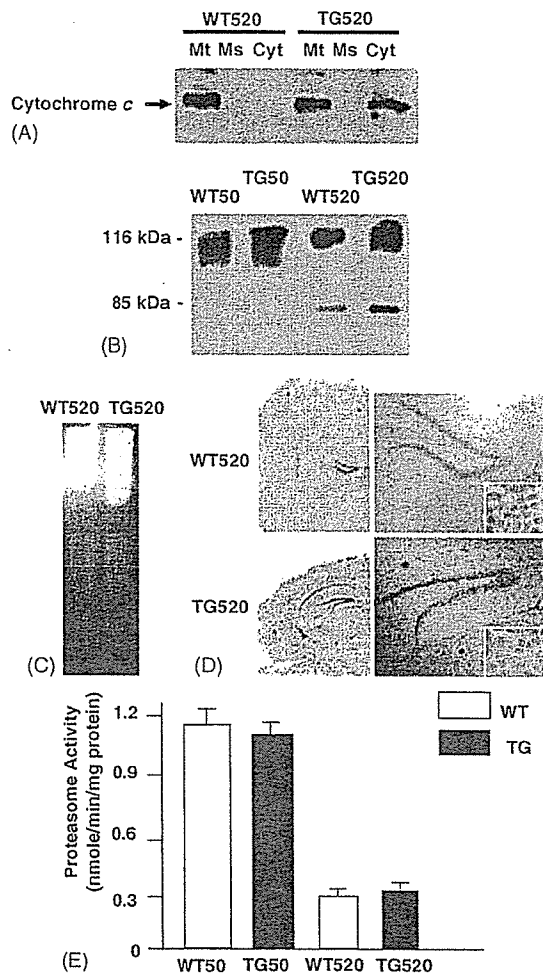 WT520 TG520
Mt Ms Cyt Mt Ms Cyt
Cytochrome c
(A)
WT50 TG50 WT520 TG520
116 kDa -
85 kDa -
(B)
WT520 TG520
(C)
WT520
TG520
(D)
WT
TG
Proteasome Activity
(nmole/min/mg protein)
1.2
0.9
0.6
0.3
0
WT50 TG50 WT520 TG520
(E)